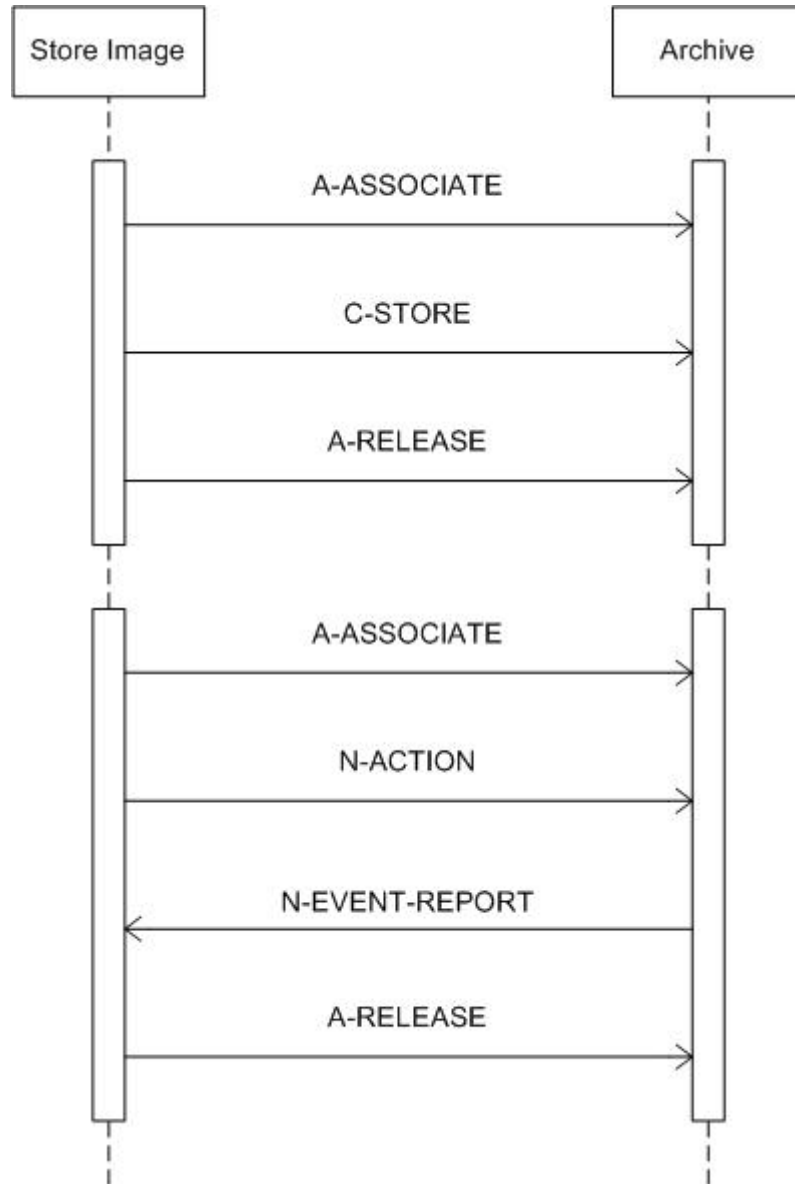 Store Image
Archive
A-ASSOCIATE
C-STORE
A-RELEASE
A-ASSOCIATE
N-ACTION
N-EVENT-REPORT
A-RELEASE